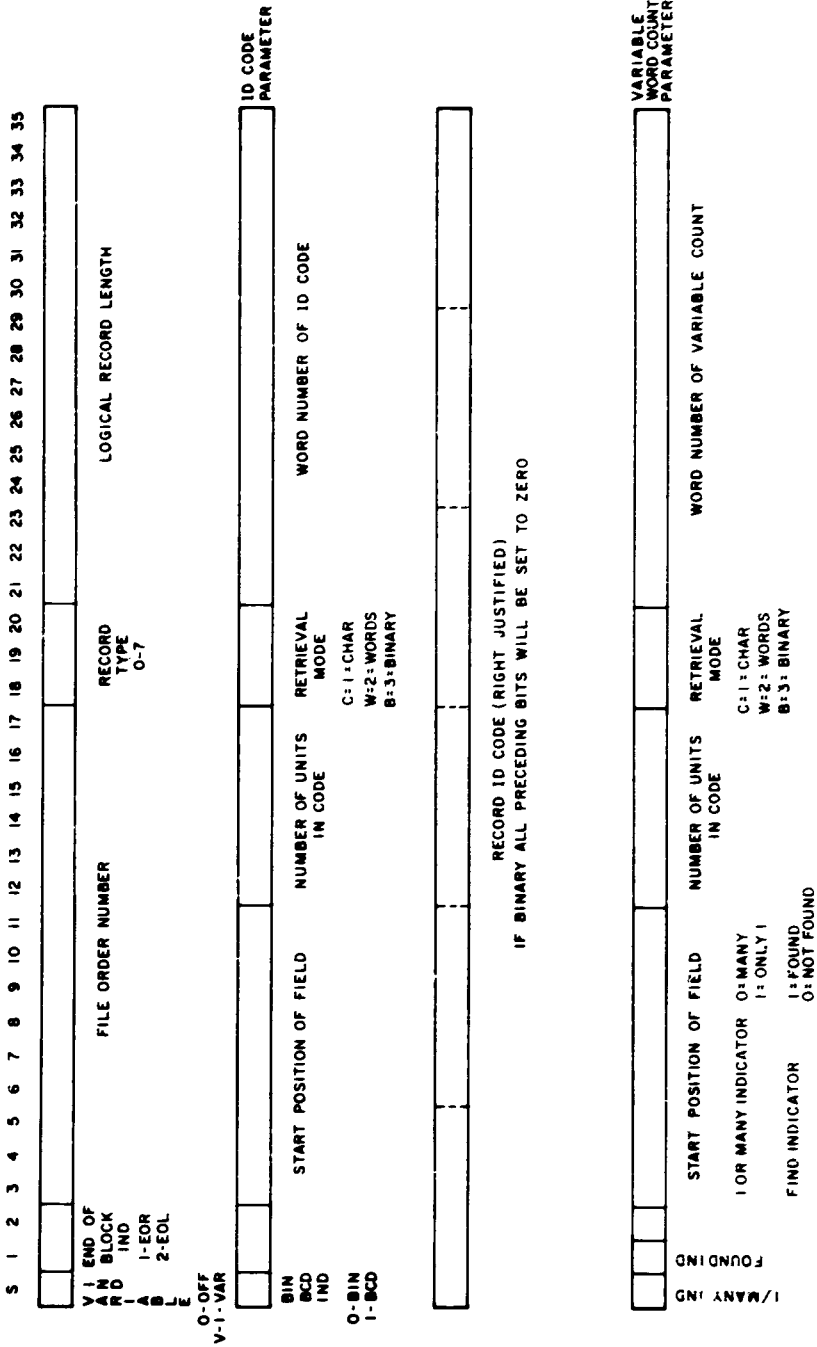 S 1 2 3 4 5 6 7 8 9 10 11 12 13 14 15 16 17 18 19 20 21 22 23 24 25 26 27 28 29 30 31 32 33 34 35
VARIABLE
IND
END OF
BLOCK
IND
1-EOR
2-EOL
0-OFF
V-1-VAR
FILE ORDER NUMBER
RECORD
TYPE
0-7
LOGICAL RECORD LENGTH
ID CODE
PARAMETER
BIN
BCD
IND
0-BIN
1-BCD
START POSITION OF FIELD
NUMBER OF UNITS
IN CODE
RETRIEVAL
MODE
C=1=CHAR
W=2=WORDS
B=3=BINARY
WORD NUMBER OF ID CODE
RECORD ID CODE (RIGHT JUSTIFIED)
IF BINARY ALL PRECEDING BITS WILL BE SET TO ZERO
VARIABLE
WORD COUNT
PARAMETER
1/MANY IND
FOUND IND
START POSITION OF FIELD
NUMBER OF UNITS
IN CODE
RETRIEVAL
MODE
C=1=CHAR
W=2=WORDS
B=3=BINARY
WORD NUMBER OF VARIABLE COUNT
1 OR MANY INDICATOR 0=MANY
1=ONLY 1
FIND INDICATOR 1=FOUND
0=NOT FOUND